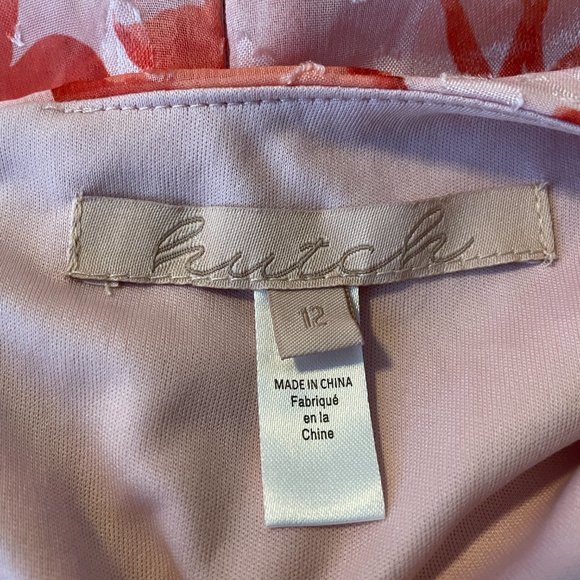 hutch
12
MADE IN CHINA
Fabriqué
en la
Chine